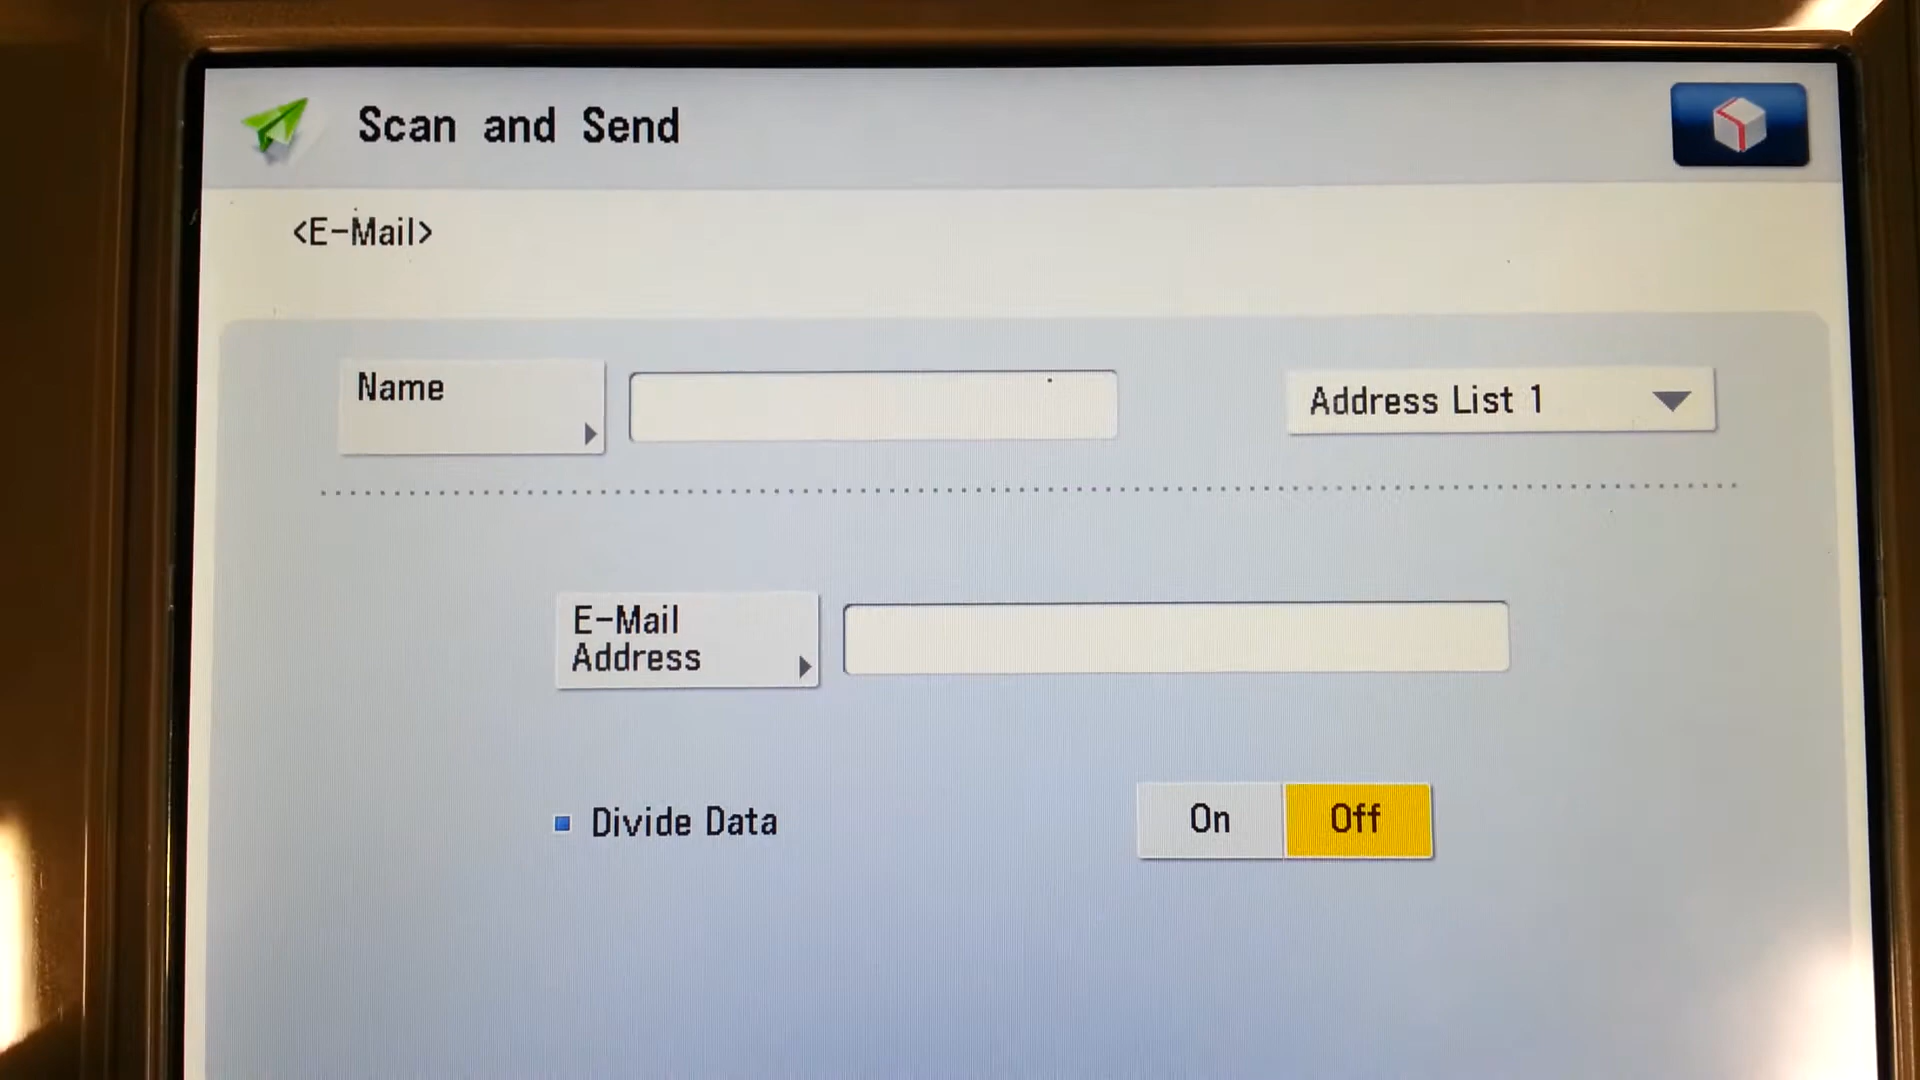 Scan and Send
<E-Mail>
Name
Address List 1
E-Mail
Address
Divide Data
On
Off